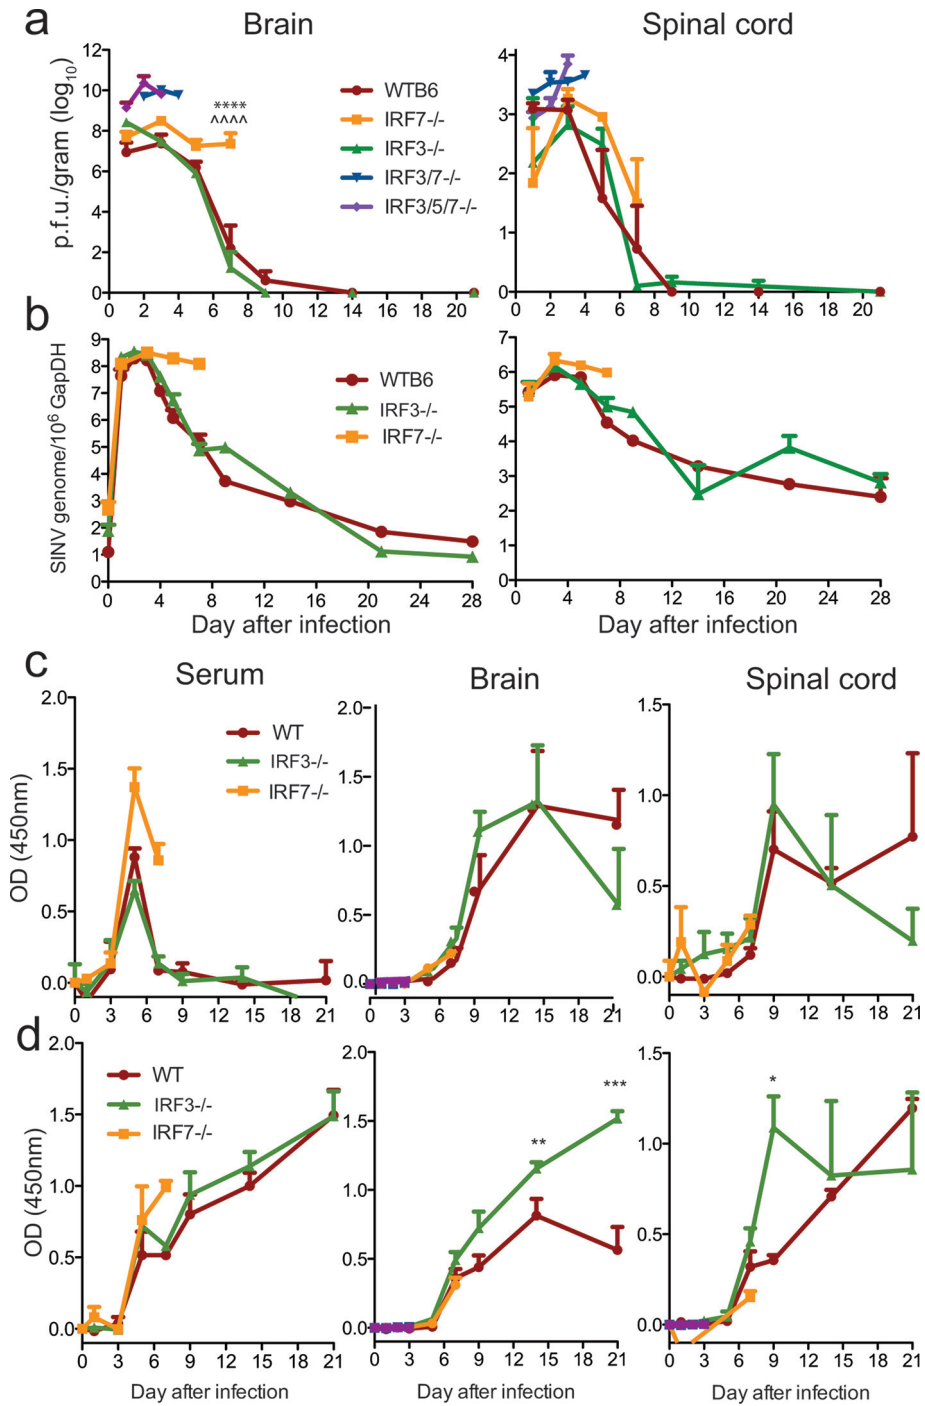 a
Brain
Spinal cord
p.f.u./gram (log10)
12
10
8
6
4
2
0
****
^^^^
0 2 4 6 8 10 12 14 16 18 20
WTB6
IRF7-/-
IRF3-/-
IRF3/7-/-
IRF3/5/7-/-
4
3
2
1
0
0 2 4 6 8 10 12 14 16 18 20
b
SINV genome/10⁶ GapDH
9
8
7
6
5
4
3
2
1
0
0 4 8 12 16 20 24 28
Day after infection
WTB6
IRF3-/-
IRF7-/-
7
6
5
4
3
2
1
0
0 4 8 12 16 20 24 28
Day after infection
c
Serum
Brain
Spinal cord
OD (450nm)
2.0
1.5
1.0
0.5
0.0
0 3 6 9 12 15 18 21
WT
IRF3-/-
IRF7-/-
2.0
1.5
1.0
0.5
0.0
0 3 6 9 12 15 18 21
1.5
1.0
0.5
0.0
0 3 6 9 12 15 18 21
d
OD (450nm)
2.0
1.5
1.0
0.5
0.0
0 3 6 9 12 15 18 21
Day after infection
WT
IRF3-/-
IRF7-/-
2.0
1.5
1.0
0.5
0.0
**
***
0 3 6 9 12 15 18 21
Day after infection
1.5
1.0
0.5
0.0
*
0 3 6 9 12 15 18 21
Day after infection